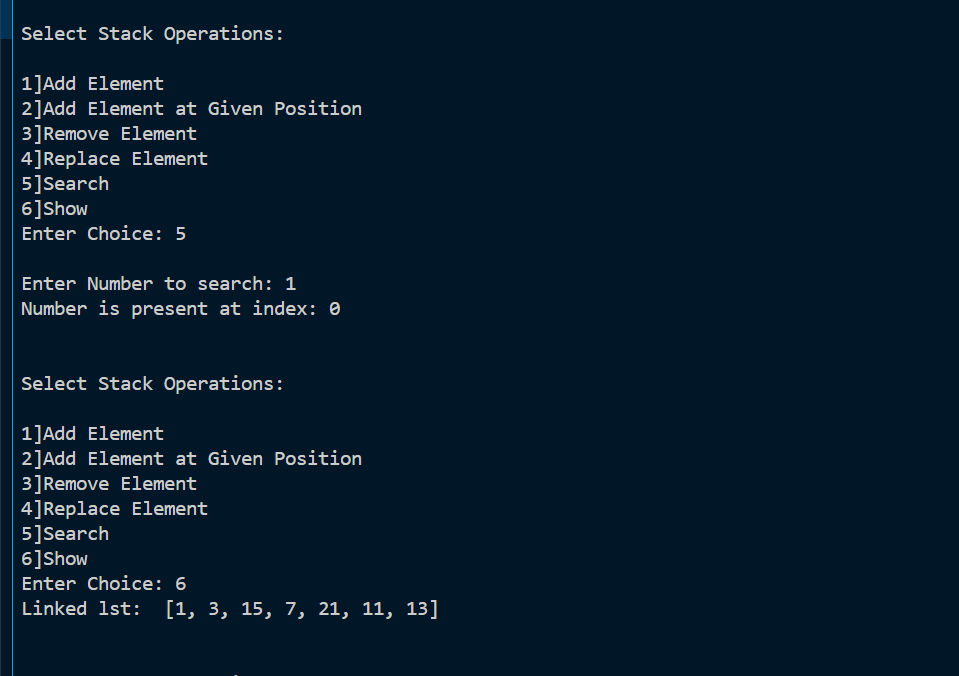 Select Stack Operations:
1]Add Element
2]Add Element at Given Position
3]Remove Element
4]Replace Element
5]Search
6]Show
Enter Choice: 5
Enter Number to search: 1
Number is present at index: 0
Select Stack Operations:
1]Add Element
2]Add Element at Given Position
3]Remove Element
4]Replace Element
5]Search
6]Show
Enter Choice: 6
Linked lst:  [1, 3, 15, 7, 21, 11, 13]